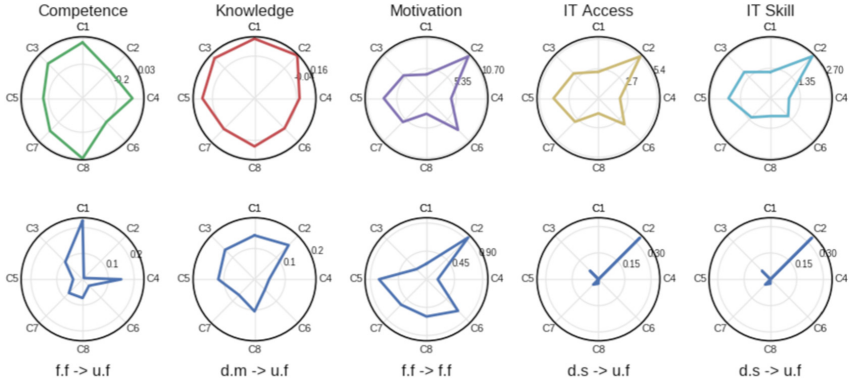 Competence
C1
C2
C3
C4
C5
C6
C7
C8
-0.2
0.03
Knowledge
C1
C2
C3
C4
C5
C6
C7
C8
-0.04
0.16
Motivation
C1
C2
C3
C4
C5
C6
C7
C8
5.35
10.70
IT Access
C1
C2
C3
C4
C5
C6
C7
C8
2.7
5.4
IT Skill
C1
C2
C3
C4
C5
C6
C7
C8
1.35
2.70
C1
C2
C3
C4
C5
C6
C7
C8
0.1
0.2
f.f -> u.f
C1
C2
C3
C4
C5
C6
C7
C8
0.1
0.2
d.m -> u.f
C1
C2
C3
C4
C5
C6
C7
C8
0.45
0.90
f.f -> f.f
C1
C2
C3
C4
C5
C6
C7
C8
0.15
0.30
d.s -> u.f
C1
C2
C3
C4
C5
C6
C7
C8
0.15
0.30
d.s -> u.f